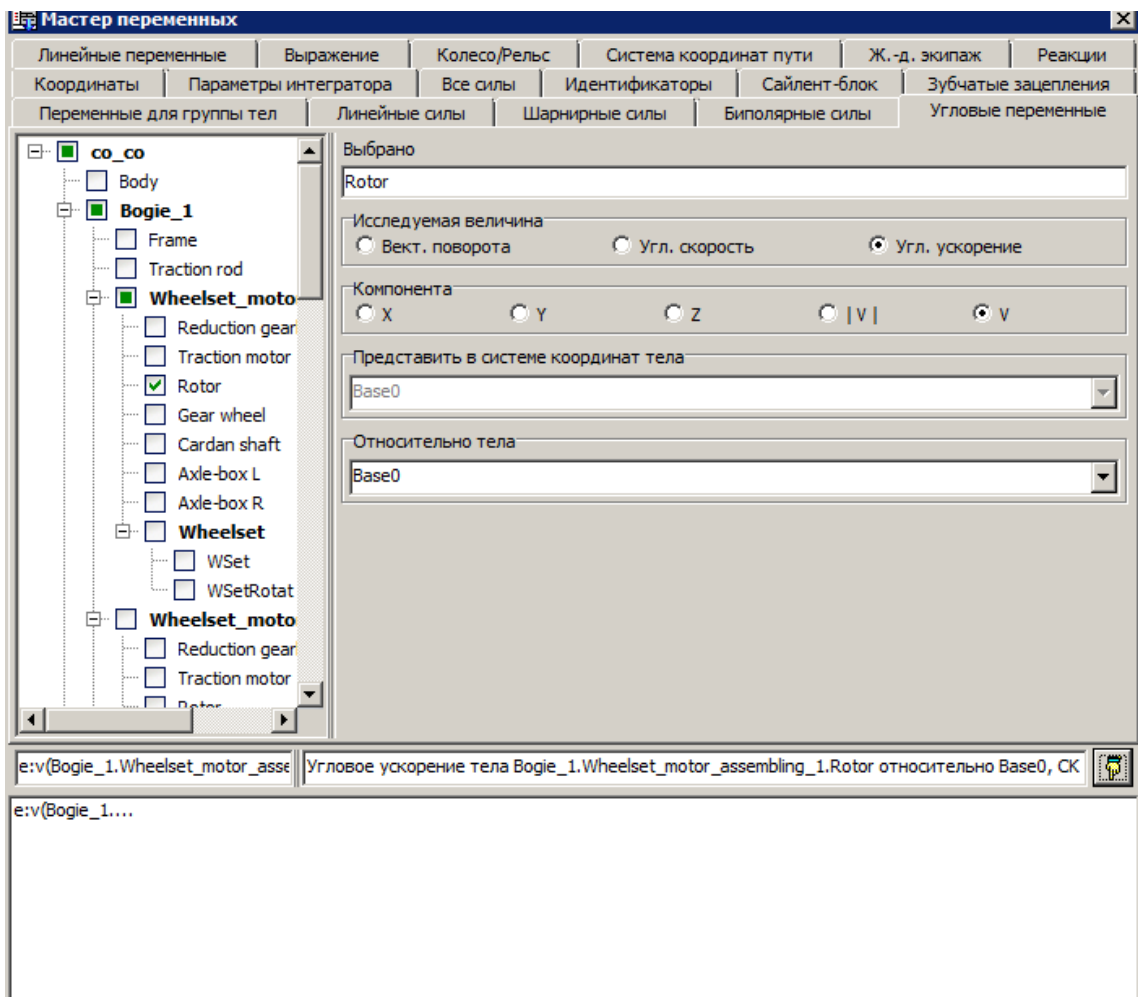 Мастер переменных
Линейные переменные Выражение Колесо/Рельс Система координат пути Ж.-д. экипаж Реакции
Координаты Параметры интегратора Все силы Идентификаторы Сайлент-блок Зубчатые зацепления
Переменные для группы тел Линейные силы Шарнирные силы Биполярные силы Угловые переменные
co_co
Body
Bogie_1
Frame
Traction rod
Wheelset_moto
Reduction gear
Traction motor
Rotor
Gear wheel
Cardan shaft
Axle-box L
Axle-box R
Wheelset
WSet
WSetRotat
Wheelset_moto
Reduction gear
Traction motor
Rotor
Выбрано
Rotor
Исследуемая величина
Вект. поворота Угл. скорость Угл. ускорение
Компонента
X Y Z |V| V
Представить в системе координат тела
Base0
Относительно тела
Base0
e:v(Bogie_1.Wheelset_motor_asse Угловое ускорение тела Bogie_1.Wheelset_motor_assembling_1.Rotor относительно Base0, СК
e:v(Bogie_1....